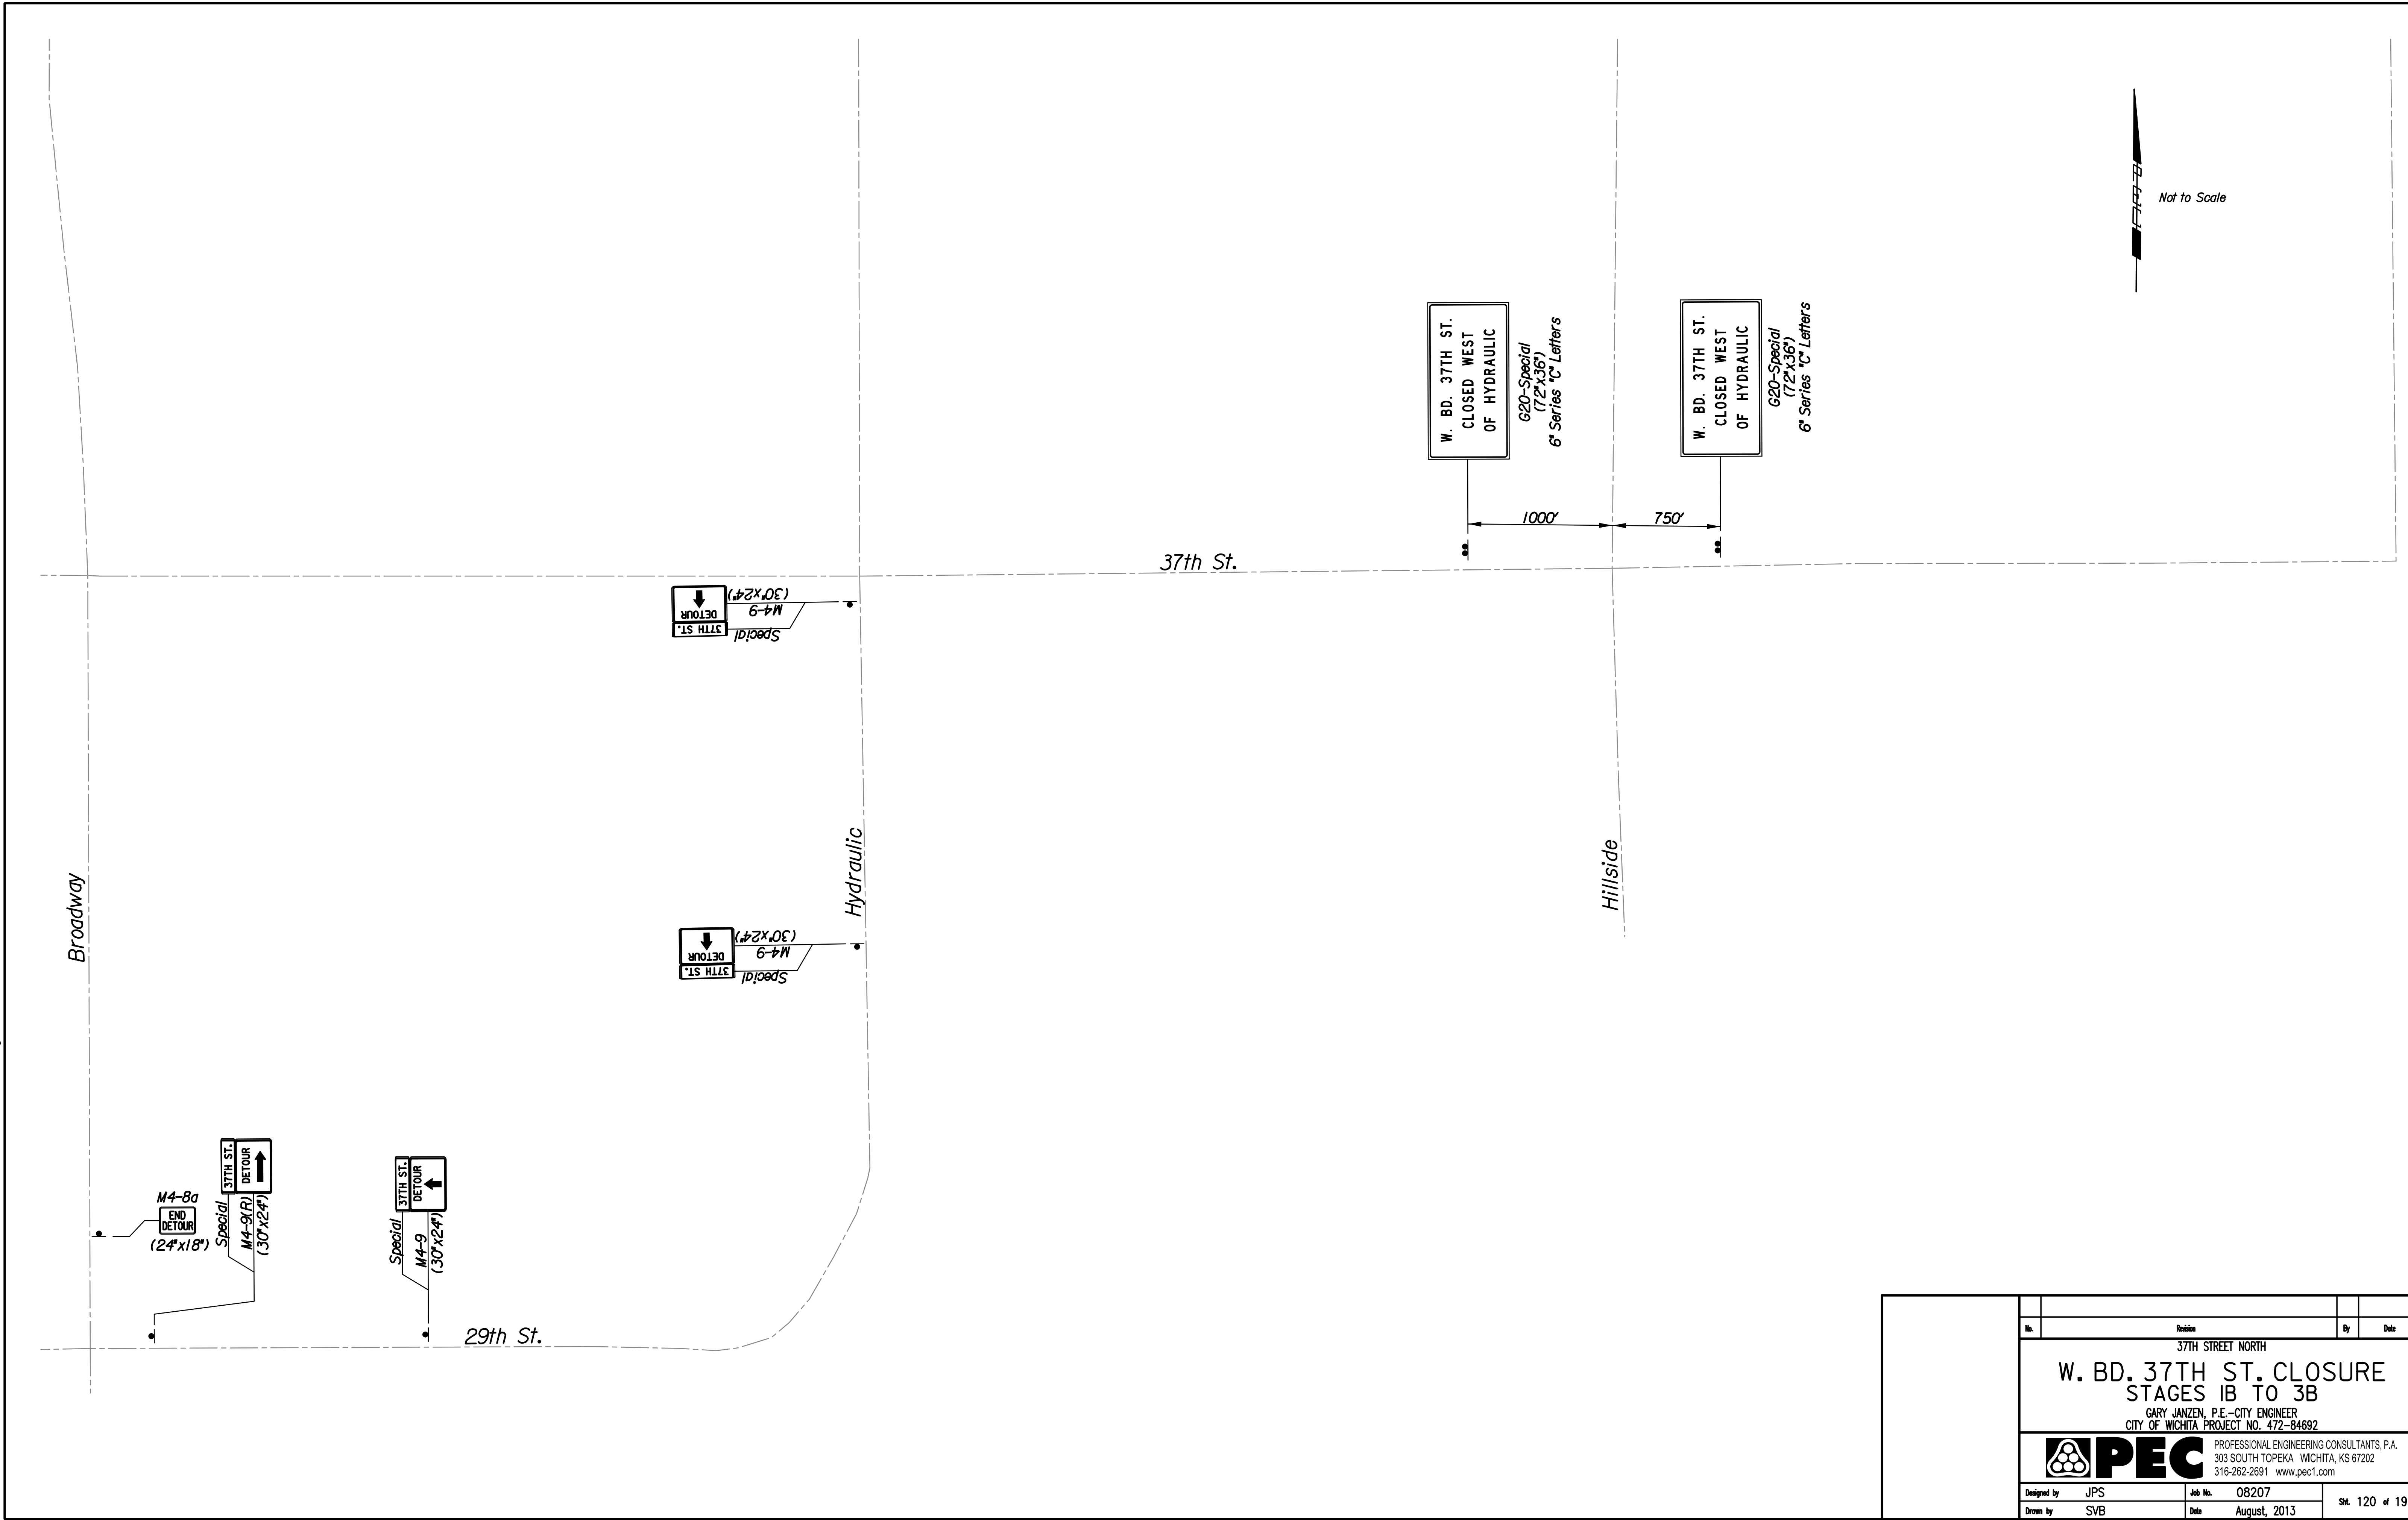 Not to Scale
W. BD. 37TH ST.
CLOSED WEST
OF HYDRAULIC
G20-Special
(72"x36")
6" Series "C" Letters
W. BD. 37TH ST.
CLOSED WEST
OF HYDRAULIC
G20-Special
(72"x36")
6" Series "C" Letters
1000'
750'
37th St.
37TH ST.
DETOUR
Special
M4-9
(30"x24")
37TH ST.
DETOUR
Special
M4-9
(30"x24")
Broadway
Hydraulic
Hillside
M4-8a
END
DETOUR
(24"x18")
37TH ST.
DETOUR
Special
M4-9(R)
(30"x24")
37TH ST.
DETOUR
Special
M4-9
(30"x24")
29th St.
No. Revision By Date
37TH STREET NORTH
W. BD. 37TH ST. CLOSURE
STAGES 1B TO 3B
GARY JANZEN, P.E.-CITY ENGINEER
CITY OF WICHITA PROJECT NO. 472-84692
PEC
PROFESSIONAL ENGINEERING CONSULTANTS, P.A.
303 SOUTH TOPEKA WICHITA, KS 67202
316-262-2691 www.pec1.com
Designed by JPS Job No. 08207
Drawn by SVB Date August, 2013
Sht. 120 of 19